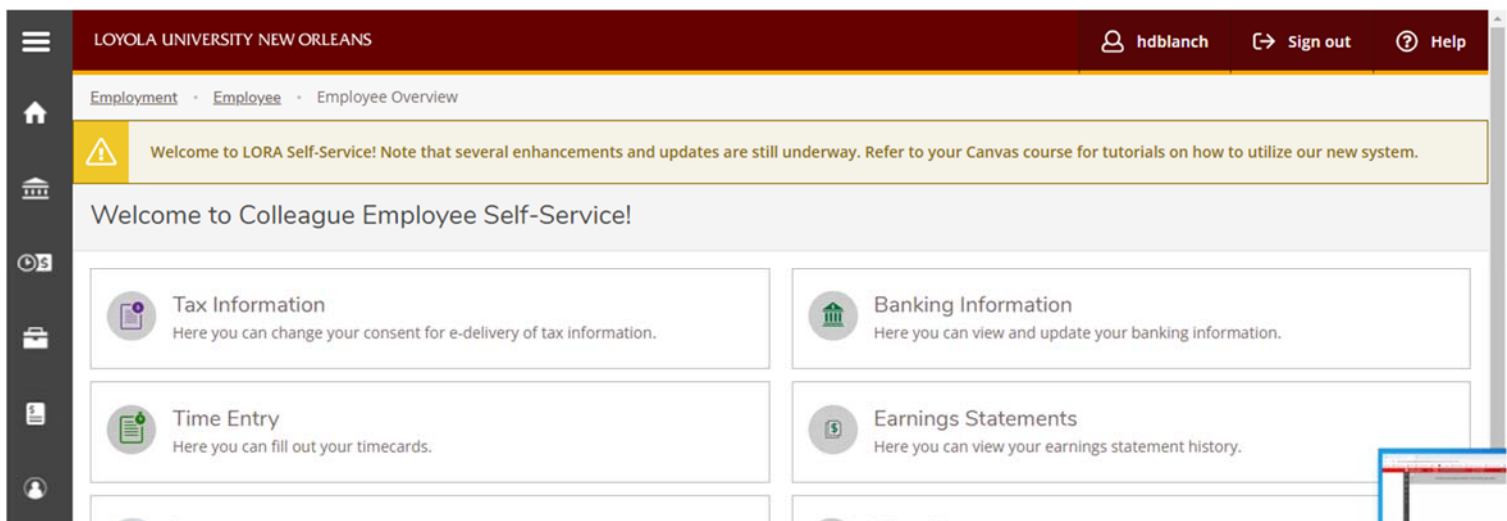 LOYOLA UNIVERSITY NEW ORLEANS
hdblanch
Sign out
Help
Employment · Employee · Employee Overview
Welcome to LORA Self-Service! Note that several enhancements and updates are still underway. Refer to your Canvas course for tutorials on how to utilize our new system.
Welcome to Colleague Employee Self-Service!
Tax Information
Here you can change your consent for e-delivery of tax information.
Banking Information
Here you can view and update your banking information.
Time Entry
Here you can fill out your timecards.
Earnings Statements
Here you can view your earnings statement history.